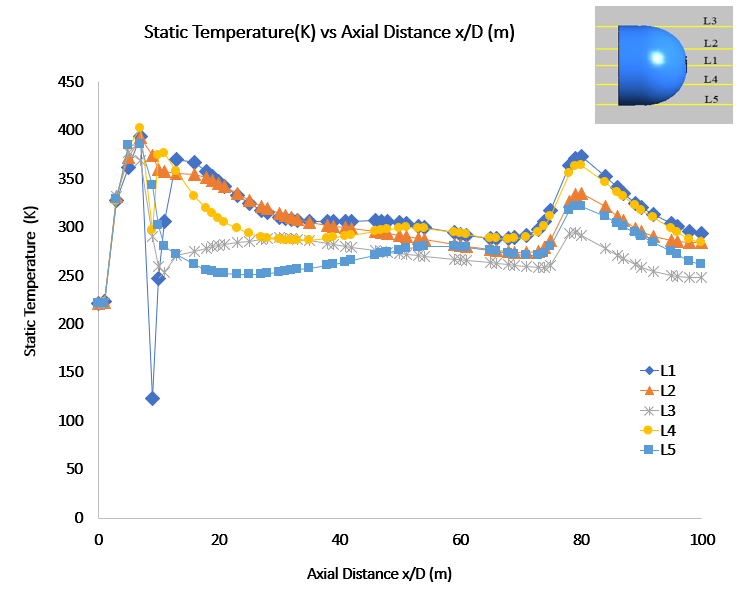 Static Temperature(K) vs Axial Distance x/D (m)
L3
L2
L1
L4
L5
450
400
350
300
250
200
150
100
50
0
Static Temperature (K)
0
20
40
60
80
100
Axial Distance x/D (m)
L1
L2
L3
L4
L5